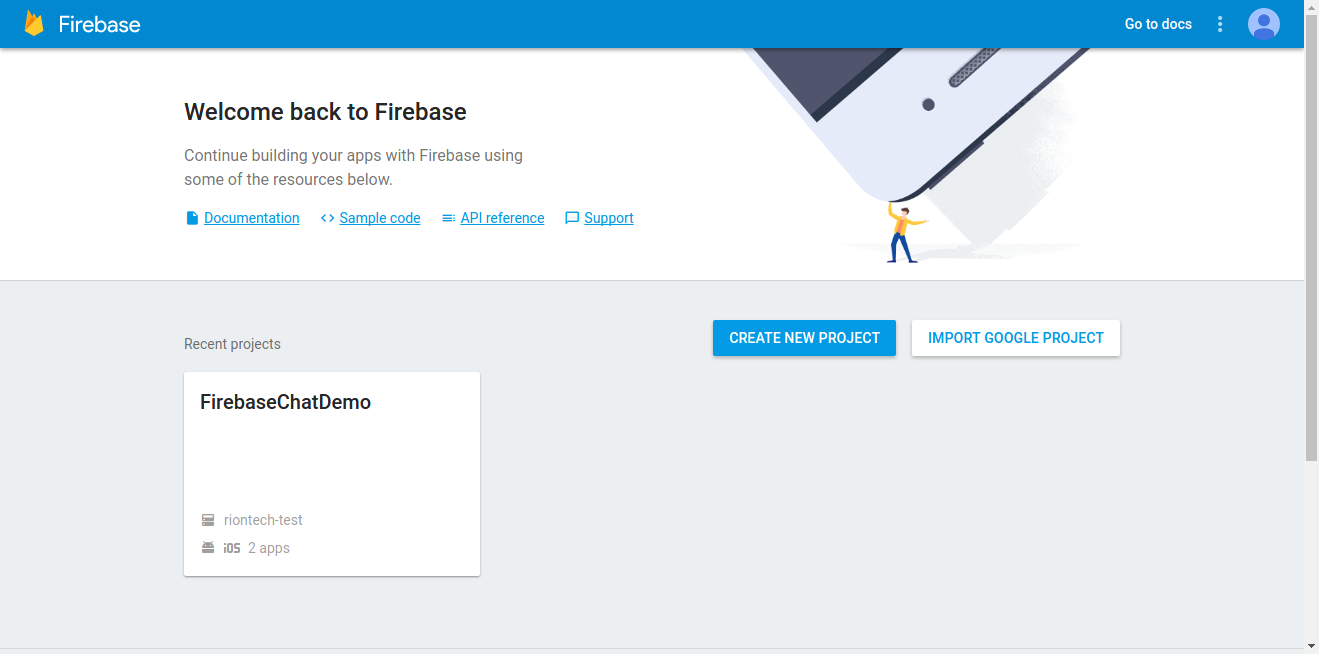 Firebase
Go to docs
Welcome back to Firebase
Continue building your apps with Firebase using
some of the resources below.
Documentation Sample code API reference Support
CREATE NEW PROJECT IMPORT GOOGLE PROJECT
Recent projects
FirebaseChatDemo
riontech-test
iOS 2 apps